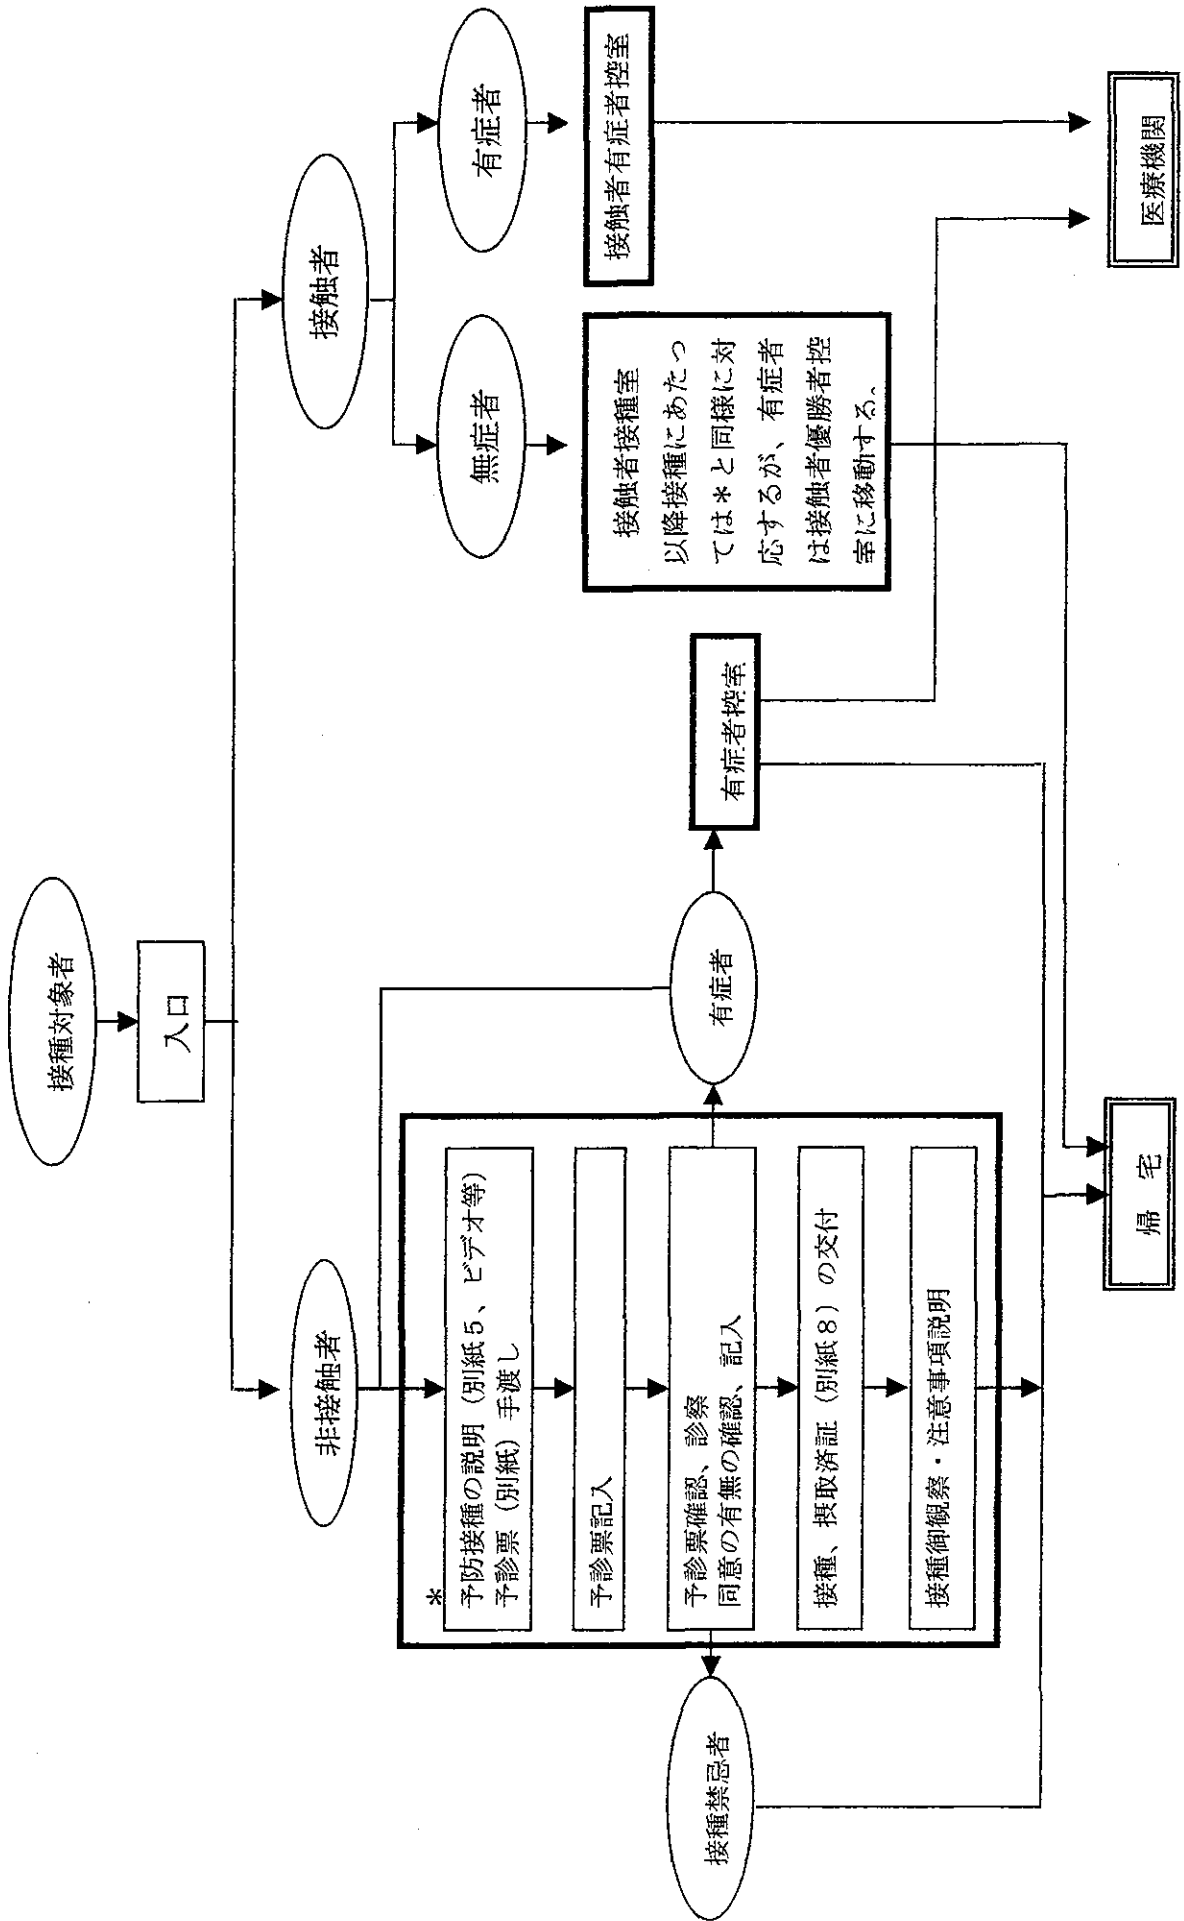 接種対象者
入口
非接触者
接触者
無症者
有症者
*
予防接種の説明（別紙５、ビデオ等）
予診票（別紙）手渡し
予診票記入
予診票確認、診察
同意の有無の確認、記入
接種、摂取済証（別紙８）の交付
接種御観察・注意事項説明
接種禁忌者
有症者
有症者控室
接触者接種室
以降接種にあたっ
ては＊と同様に対
応するが、有症者
は接触者優勝者控
室に移動する。
接触者有症者控室
帰　宅
医療機関